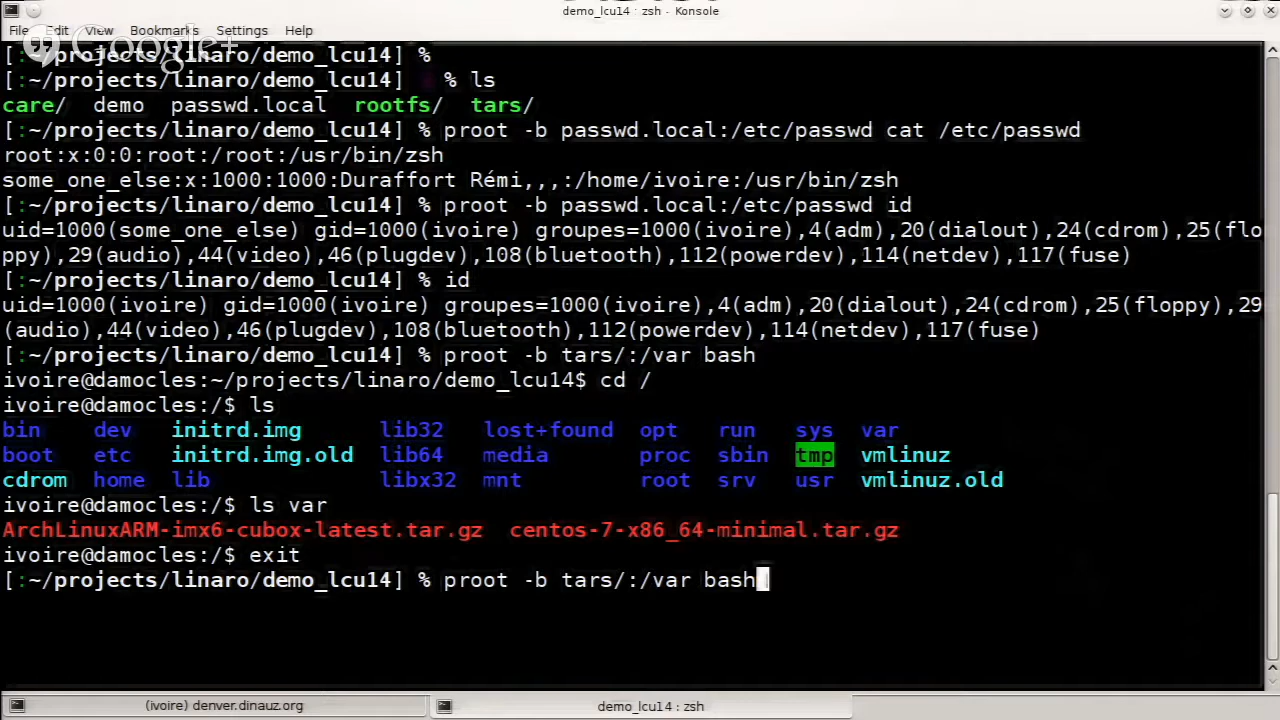 demo_lcu14 : zsh - Konsole
File Edit View Bookmarks Settings Help
Google+
[:~/projects/linaro/demo_lcu14] %
[:~/projects/linaro/demo_lcu14] % ls
care/ demo passwd.local rootfs/ tars/
[:~/projects/linaro/demo_lcu14] % proot -b passwd.local:/etc/passwd cat /etc/passwd
root:x:0:0:root:/root:/usr/bin/zsh
some_one_else:x:1000:1000:Duraffort Rémi,,,:/home/ivoire:/usr/bin/zsh
[:~/projects/linaro/demo_lcu14] % proot -b passwd.local:/etc/passwd id
uid=1000(some_one_else) gid=1000(ivoire) groupes=1000(ivoire),4(adm),20(dialout),24(cdrom),25(flo
ppy),29(audio),44(video),46(plugdev),108(bluetooth),112(powerdev),114(netdev),117(fuse)
[:~/projects/linaro/demo_lcu14] % id
uid=1000(ivoire) gid=1000(ivoire) groupes=1000(ivoire),4(adm),20(dialout),24(cdrom),25(floppy),29
(audio),44(video),46(plugdev),108(bluetooth),112(powerdev),114(netdev),117(fuse)
[:~/projects/linaro/demo_lcu14] % proot -b tars/:/var bash
ivoire@damocles:~/projects/linaro/demo_lcu14$ cd /
ivoire@damocles:/$ ls
bin dev initrd.img lib32 lost+found opt run sys var
boot etc initrd.img.old lib64 media proc sbin tmp vmlinuz
cdrom home lib libx32 mnt root srv usr vmlinuz.old
ivoire@damocles:/$ ls var
ArchLinuxARM-imx6-cubox-latest.tar.gz centos-7-x86_64-minimal.tar.gz
ivoire@damocles:/$ exit
[:~/projects/linaro/demo_lcu14] % proot -b tars/:/var bash
(ivoire) denver.dinauz.org
demo_lcu14 : zsh